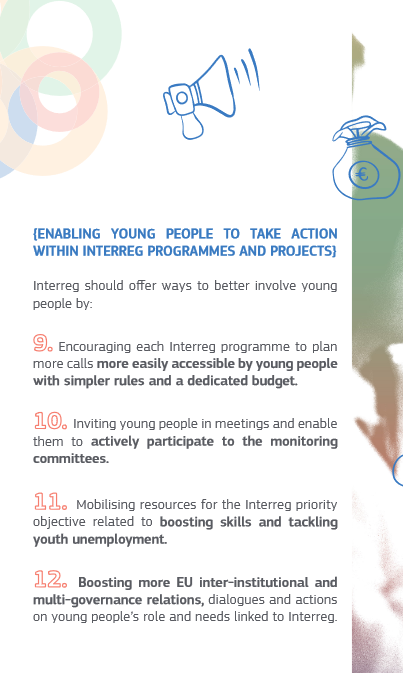 {ENABLING YOUNG PEOPLE TO TAKE ACTION
WITHIN INTERREG PROGRAMMES AND PROJECTS}
Interreg should offer ways to better involve young
people by:
9. Encouraging each Interreg programme to plan
more calls more easily accessible by young people
with simpler rules and a dedicated budget.
10. Inviting young people in meetings and enable
them to actively participate to the monitoring
committees.
11. Mobilising resources for the Interreg priority
objective related to boosting skills and tackling
youth unemployment.
12. Boosting more EU inter-institutional and
multi-governance relations, dialogues and actions
on young people's role and needs linked to Interreg.
€